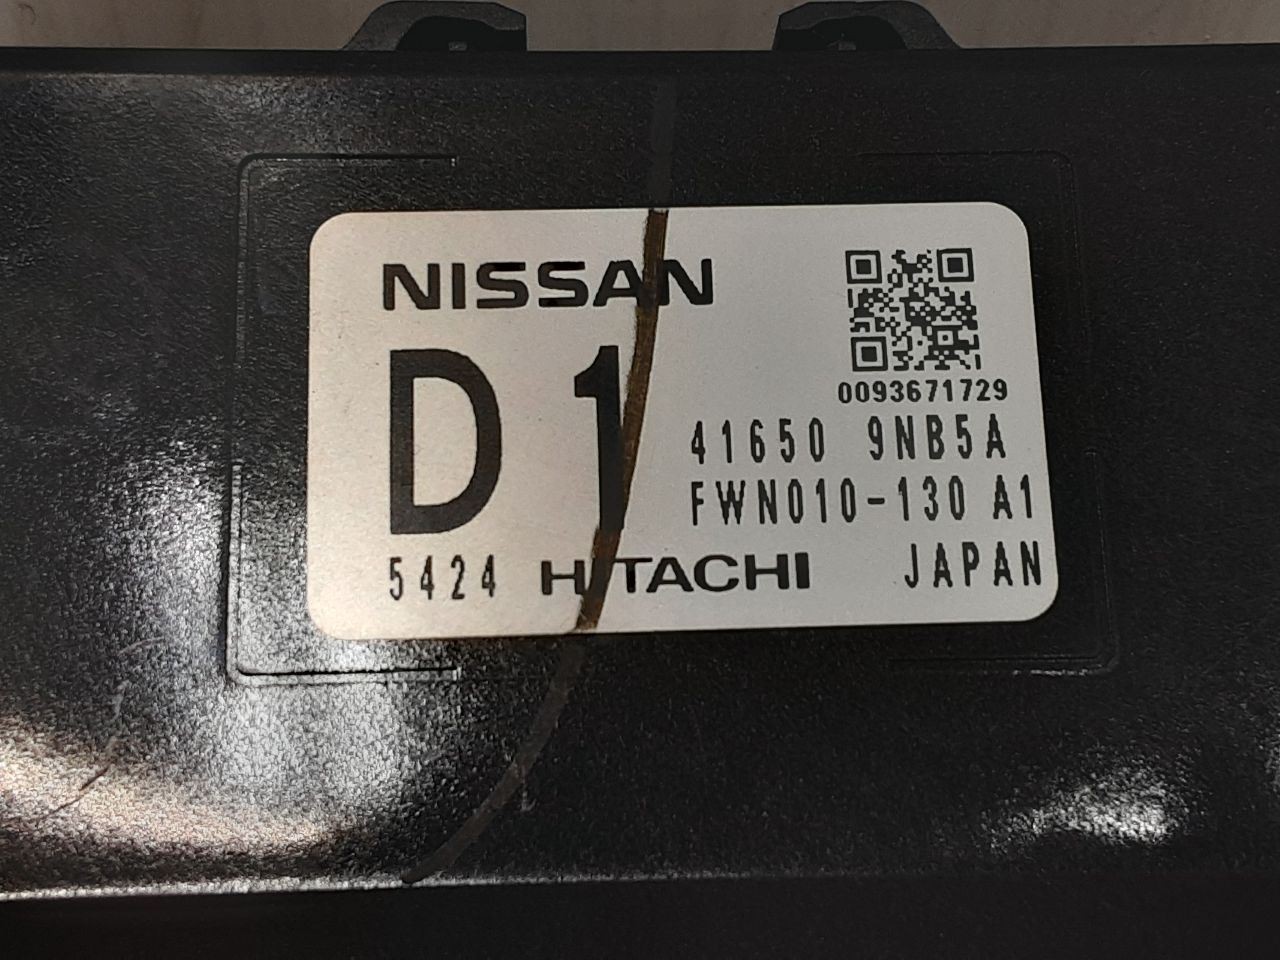 NISSAN
D1
0093671729
41650 9NB5A
FWN010-130 A1
5424 HITACHI JAPAN